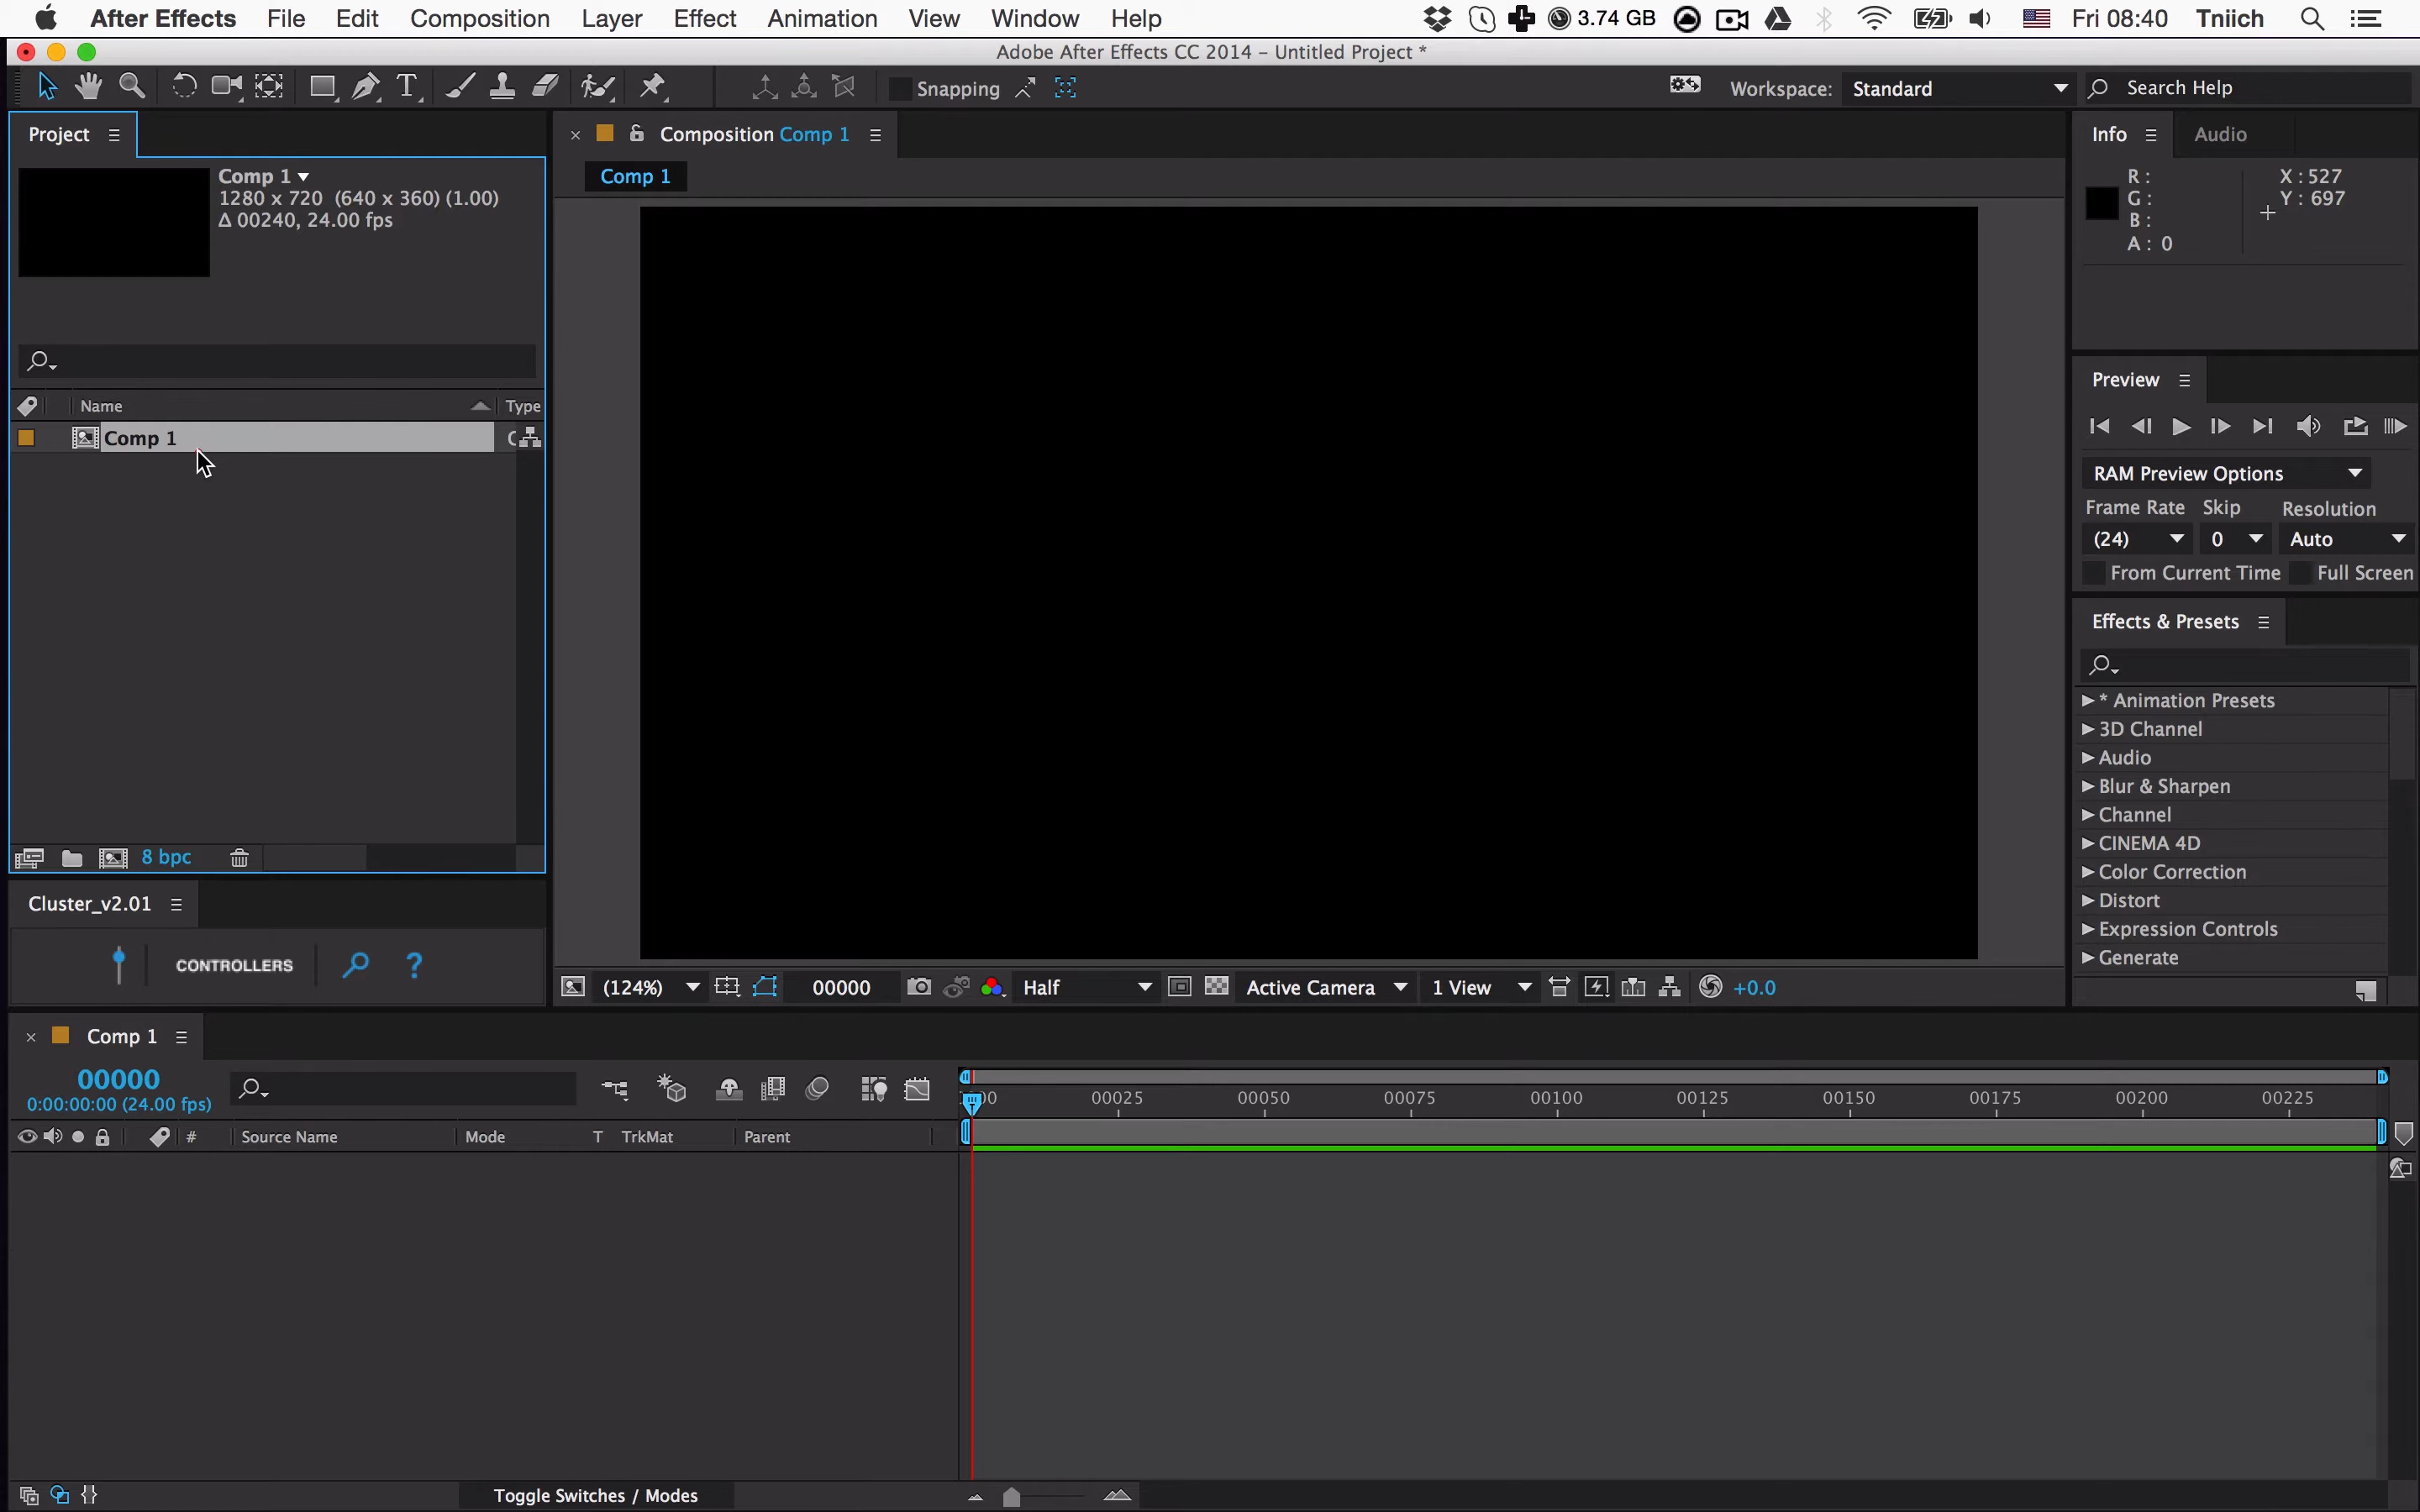 After Effects File Edit Composition Layer Effect Animation View Window Help 3.74 GB Fri 08:40 Tniich
Adobe After Effects CC 2014 – Untitled Project *
T Snapping Workspace: Standard Search Help
Project
Composition Comp 1
Info Audio
Comp 1
1280 x 720 (640 x 360) (1.00)
Δ 00240, 24.00 fps
Comp 1
R :
G :
B :
A : 0
X : 527
Y : 697
Name Type
Comp 1
Preview
RAM Preview Options
Frame Rate Skip Resolution
(24) 0 Auto
From Current Time Full Screen
Effects & Presets
* Animation Presets
3D Channel
Audio
Blur & Sharpen
Channel
CINEMA 4D
Color Correction
Distort
Expression Controls
Generate
8 bpc
Cluster_v2.01
CONTROLLERS ?
(124%) 00000 Half Active Camera 1 View +0.0
Comp 1
00000
0:00:00:00 (24.00 fps)
00025 00050 00075 00100 00125 00150 00175 00200 00225
# Source Name Mode T TrkMat Parent
{} Toggle Switches / Modes